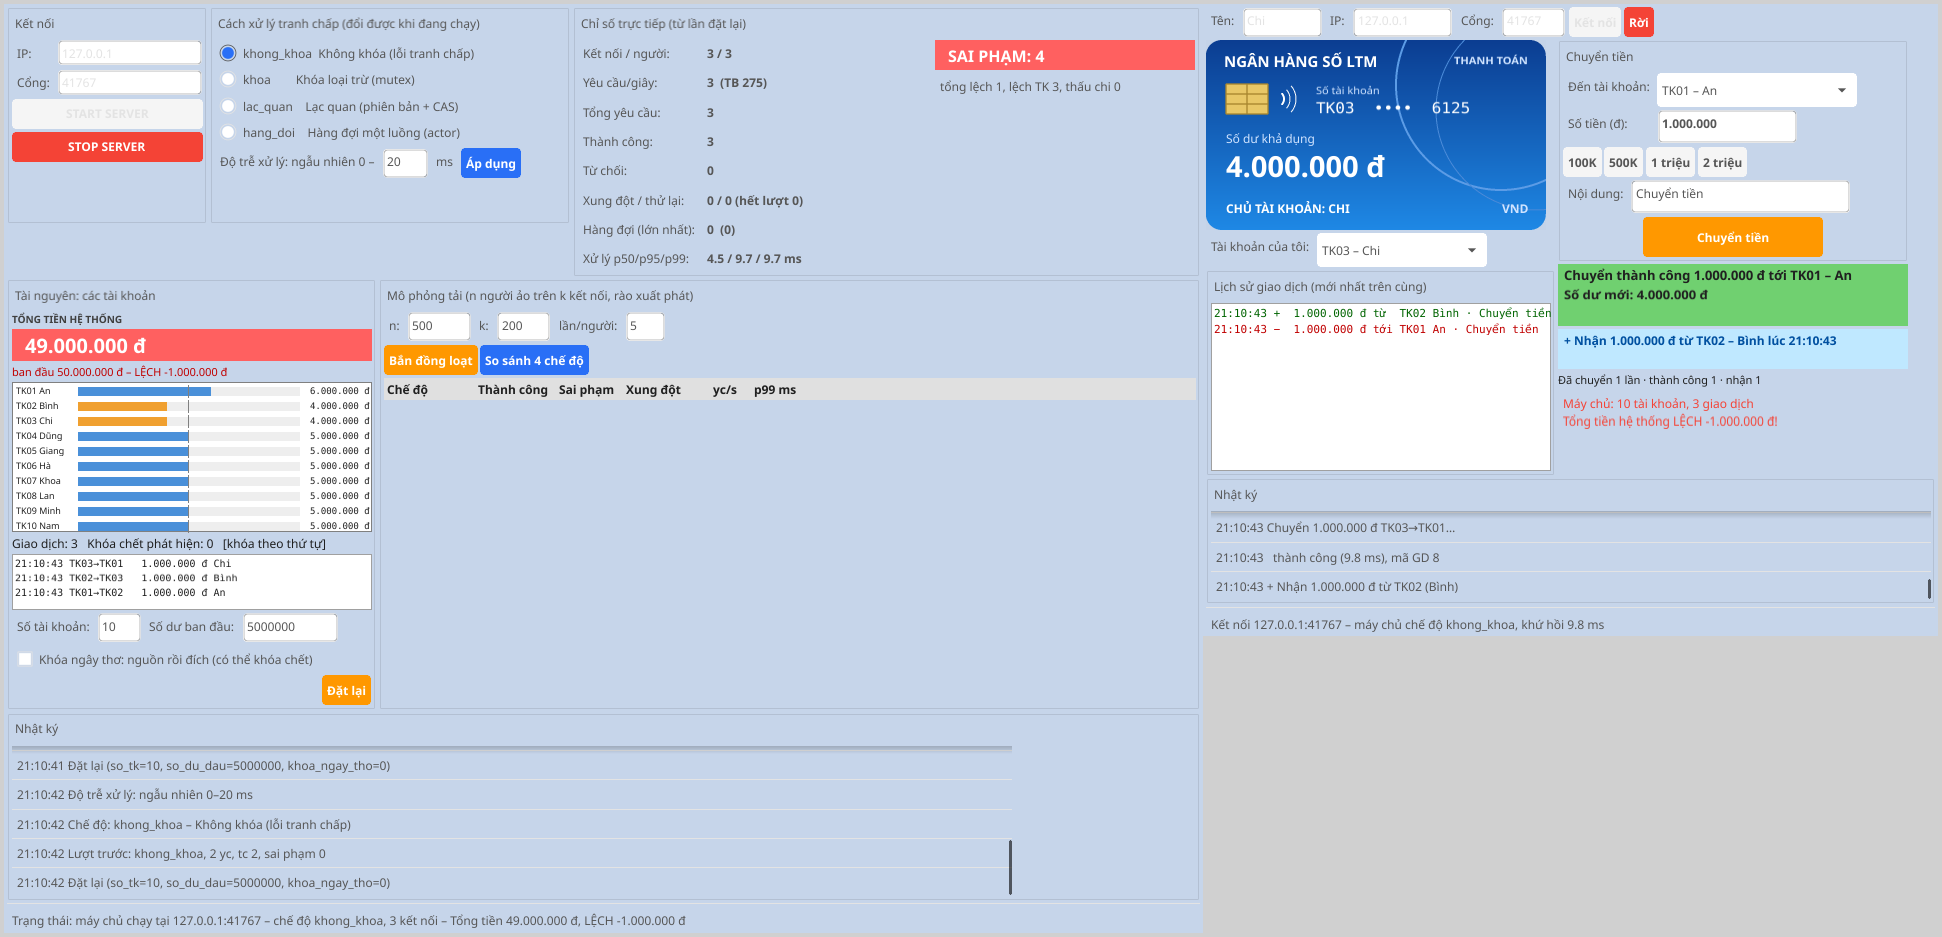 Kết nối
IP: 127.0.0.1
Cổng: 41767
START SERVER
STOP SERVER
Cách xử lý tranh chấp (đổi được khi đang chạy)
khong_khoa Không khóa (lỗi tranh chấp)
khoa Khóa loại trừ (mutex)
lac_quan Lạc quan (phiên bản + CAS)
hang_doi Hàng đợi một luồng (actor)
Độ trễ xử lý: ngẫu nhiên 0 – 20 ms Áp dụng
Chỉ số trực tiếp (từ lần đặt lại)
Kết nối / người: 3 / 3
Yêu cầu/giây: 3 (TB 275)
Tổng yêu cầu: 3
Thành công: 3
Từ chối: 0
Xung đột / thử lại: 0 / 0 (hết lượt 0)
Hàng đợi (lớn nhất): 0 (0)
Xử lý p50/p95/p99: 4.5 / 9.7 / 9.7 ms
SAI PHẠM: 4
tổng lệch 1, lệch TK 3, thấu chi 0
Tài nguyên: các tài khoản
TỔNG TIỀN HỆ THỐNG
49.000.000 đ
ban đầu 50.000.000 đ – LỆCH -1.000.000 đ
TK01 An 6.000.000 đ
TK02 Bình 4.000.000 đ
TK03 Chi 4.000.000 đ
TK04 Dũng 5.000.000 đ
TK05 Giang 5.000.000 đ
TK06 Hà 5.000.000 đ
TK07 Khoa 5.000.000 đ
TK08 Lan 5.000.000 đ
TK09 Minh 5.000.000 đ
TK10 Nam 5.000.000 đ
Giao dịch: 3 Khóa chết phát hiện: 0 [khóa theo thứ tự]
21:10:43 TK03→TK01 1.000.000 đ Chi
21:10:43 TK02→TK03 1.000.000 đ Bình
21:10:43 TK01→TK02 1.000.000 đ An
Số tài khoản: 10 Số dư ban đầu: 5000000
Khóa ngây thơ: nguồn rồi đích (có thể khóa chết)
Đặt lại
Mô phỏng tải (n người ảo trên k kết nối, rào xuất phát)
n: 500 k: 200 lần/người: 5
Bắn đồng loạt So sánh 4 chế độ
Chế độ Thành công Sai phạm Xung đột yc/s p99 ms
Nhật ký
21:10:41 Đặt lại (so_tk=10, so_du_dau=5000000, khoa_ngay_tho=0)
21:10:42 Độ trễ xử lý: ngẫu nhiên 0–20 ms
21:10:42 Chế độ: khong_khoa – Không khóa (lỗi tranh chấp)
21:10:42 Lượt trước: khong_khoa, 2 yc, tc 2, sai phạm 0
21:10:42 Đặt lại (so_tk=10, so_du_dau=5000000, khoa_ngay_tho=0)
Trạng thái: máy chủ chạy tại 127.0.0.1:41767 – chế độ khong_khoa, 3 kết nối – Tổng tiền 49.000.000 đ, LỆCH -1.000.000 đ
Tên: Chi IP: 127.0.0.1 Cổng: 41767 Kết nối Rời
NGÂN HÀNG SỐ LTM THANH TOÁN
Số tài khoản
TK03 •••• 6125
Số dư khả dụng
4.000.000 đ
CHỦ TÀI KHOẢN: CHI VND
Tài khoản của tôi: TK03 – Chi
Lịch sử giao dịch (mới nhất trên cùng)
21:10:43 + 1.000.000 đ từ TK02 Bình · Chuyển tiền
21:10:43 − 1.000.000 đ tới TK01 An · Chuyển tiền
Chuyển tiền
Đến tài khoản: TK01 – An
Số tiền (đ): 1.000.000
100K 500K 1 triệu 2 triệu
Nội dung: Chuyển tiền
Chuyển tiền
Chuyển thành công 1.000.000 đ tới TK01 – An
Số dư mới: 4.000.000 đ
+ Nhận 1.000.000 đ từ TK02 – Bình lúc 21:10:43
Đã chuyển 1 lần · thành công 1 · nhận 1
Máy chủ: 10 tài khoản, 3 giao dịch
Tổng tiền hệ thống LỆCH -1.000.000 đ!
Nhật ký
21:10:43 Chuyển 1.000.000 đ TK03→TK01...
21:10:43 thành công (9.8 ms), mã GD 8
21:10:43 + Nhận 1.000.000 đ từ TK02 (Bình)
Kết nối 127.0.0.1:41767 – máy chủ chế độ khong_khoa, khứ hồi 9.8 ms